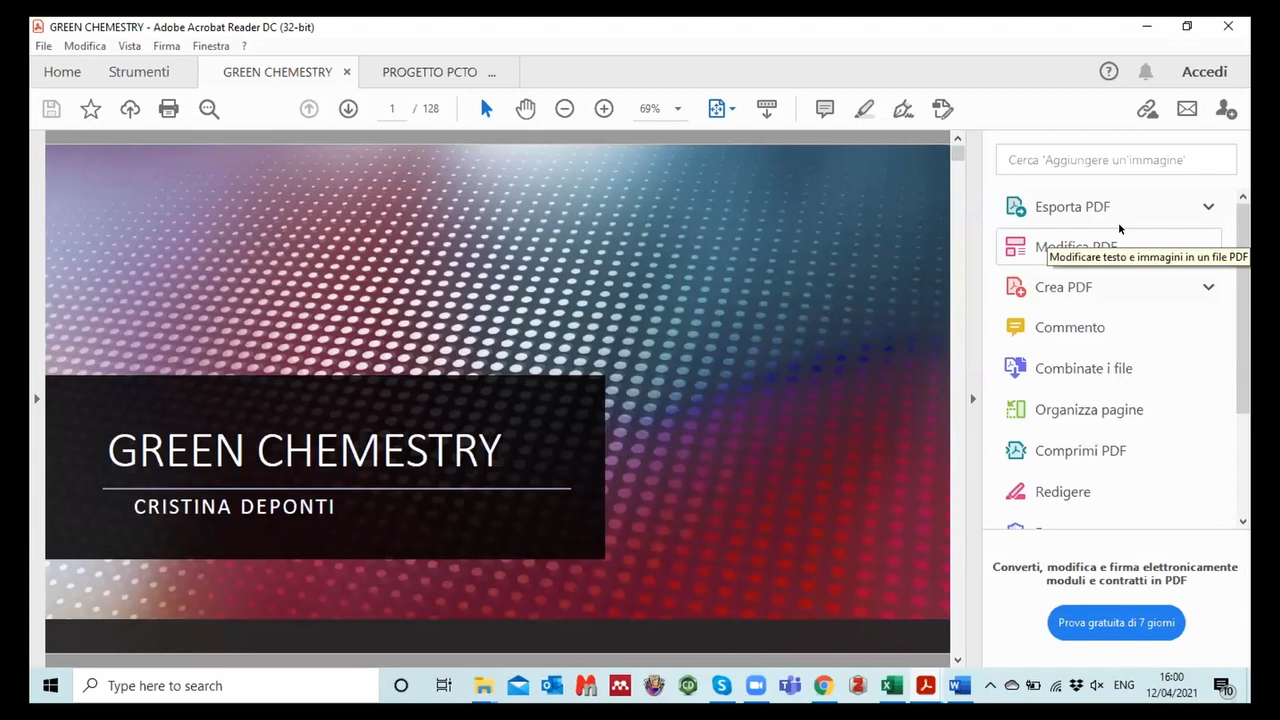 GREEN CHEMESTRY - Adobe Acrobat Reader DC (32-bit)
File Modifica Vista Firma Finestra ?
Home Strumenti GREEN CHEMESTRY × PROGETTO PCTO ... Accedi
1 / 128 69%
Cerca 'Aggiungere un'immagine'
Esporta PDF
Modifica PDF
Modificare testo e immagini in un file PDF
Crea PDF
Commento
Combinate i file
Organizza pagine
Comprimi PDF
Redigere
GREEN CHEMESTRY
CRISTINA DEPONTI
Converti, modifica e firma elettronicamente
moduli e contratti in PDF
Prova gratuita di 7 giorni
Type here to search
ENG
16:00
12/04/2021
10